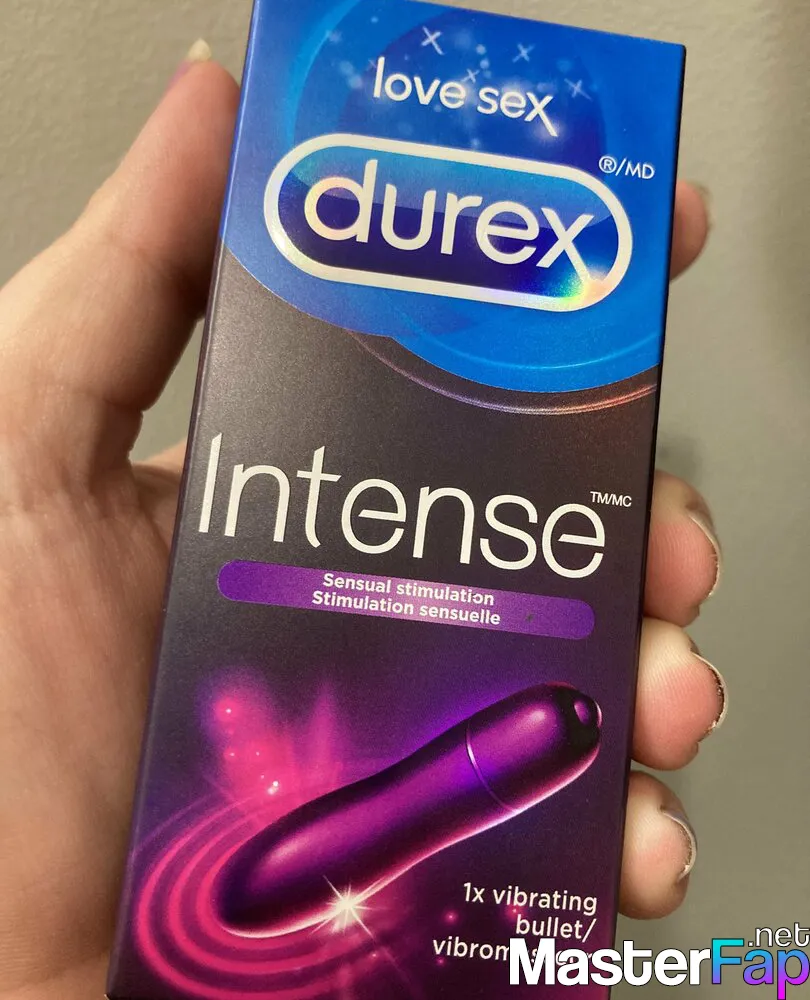 love sex
durex
®/MD
Intense
TM/MC
Sensual stimulation
Stimulation sensuelle
1x vibrating
bullet/
MasterFap
.net